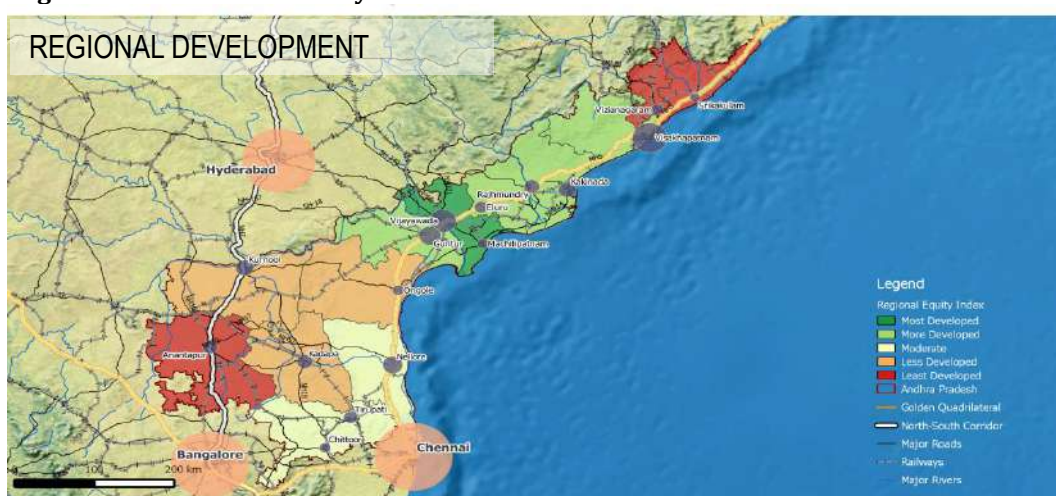 REGIONAL DEVELOPMENT
Hyderabad
Vizianagaram
Srikakulam
Visakhapatnam
Rajhmundry
Kakinada
Eluru
Vijayawada
Guntur
Machilipatnam
Kurnool
Ongole
Anantapur
Kadapa
Nellore
Tirupati
Chittoor
Bangalore
Chennai
200 km
Legend
Regional Equity Index
Most Developed
More Developed
Moderate
Less Developed
Least Developed
Andhra Pradesh
Golden Quadrilateral
North-South Corridor
Major Roads
Railways
Major Rivers